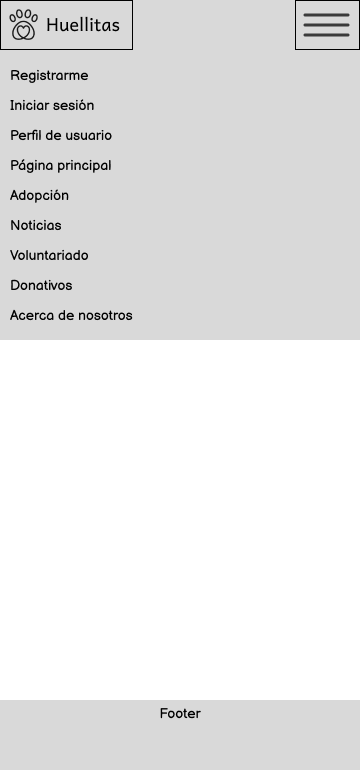 Huellitas
Registrarme
Iniciar sesión
Perfil de usuario
Página principal
Adopción
Noticias
Voluntariado
Donativos
Acerca de nosotros
Footer